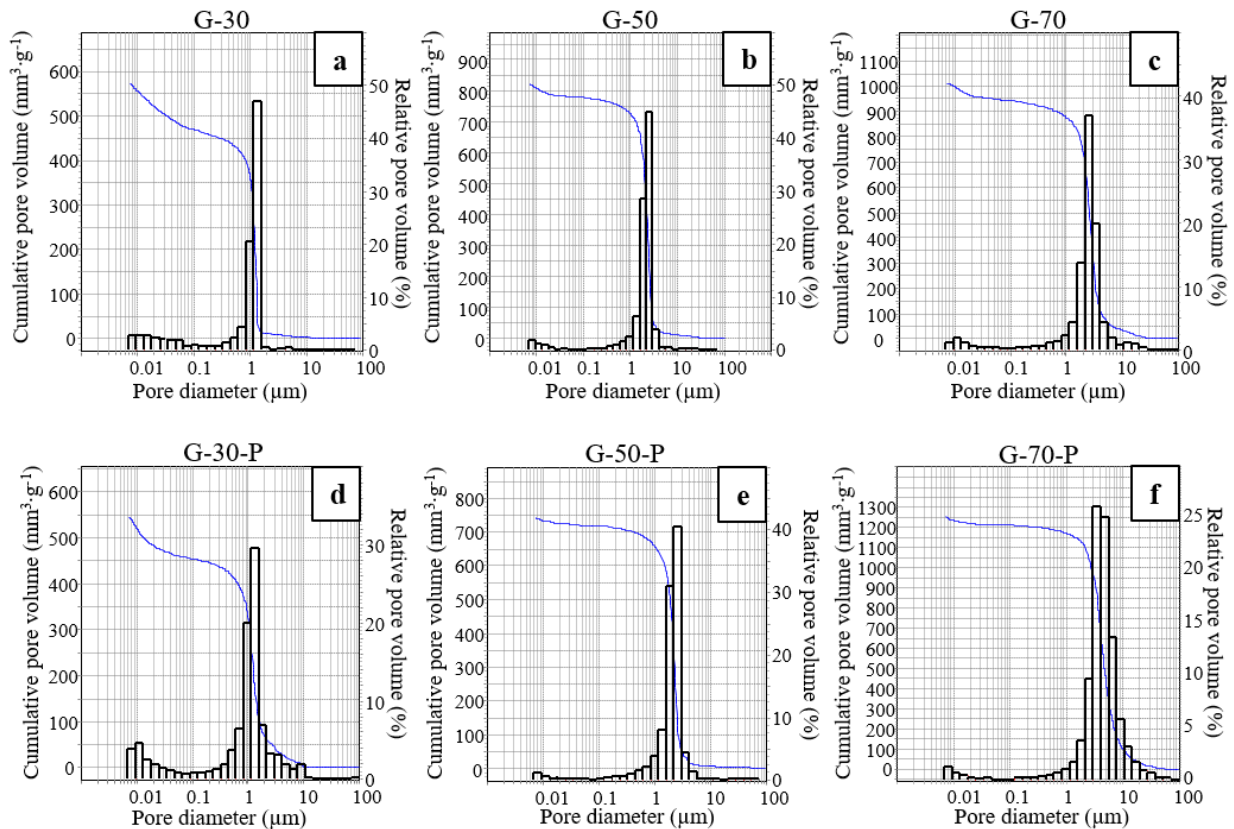 G-30
a
Cumulative pore volume (mm³·g⁻¹)
600
500
400
300
200
100
0
Relative pore volume (%)
50
40
30
20
10
0
0.01 0.1 1 10 100
Pore diameter (µm)
G-50
b
Cumulative pore volume (mm³·g⁻¹)
900
800
700
600
500
400
300
200
100
0
Relative pore volume (%)
50
40
30
20
10
0
0.01 0.1 1 10 100
Pore diameter (µm)
G-70
c
Cumulative pore volume (mm³·g⁻¹)
1100
1000
900
800
700
600
500
400
300
200
100
0
Relative pore volume (%)
40
30
20
10
0
0.01 0.1 1 10 100
Pore diameter (µm)
G-30-P
d
Cumulative pore volume (mm³·g⁻¹)
600
500
400
300
200
100
0
Relative pore volume (%)
30
20
10
0
0.01 0.1 1 10 100
Pore diameter (µm)
G-50-P
e
Cumulative pore volume (mm³·g⁻¹)
800
700
600
500
400
300
200
100
0
Relative pore volume (%)
40
30
20
10
0
0.01 0.1 1 10 100
Pore diameter (µm)
G-70-P
f
Cumulative pore volume (mm³·g⁻¹)
1300
1200
1100
1000
900
800
700
600
500
400
300
200
100
0
Relative pore volume (%)
25
20
15
10
5
0
0.01 0.1 1 10 100
Pore diameter (µm)